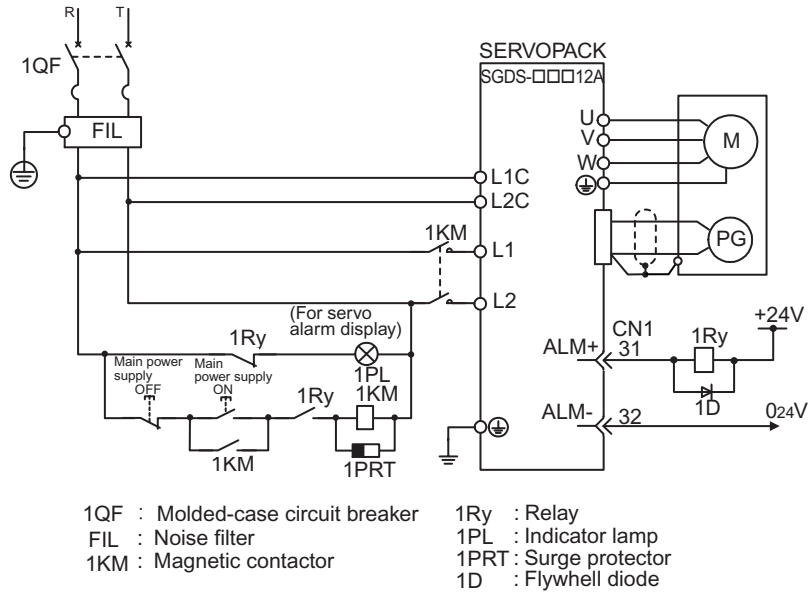 R T
1QF
FIL
SERVOPACK
SGDS-□□□12A
U
V
W
M
L1C
L2C
1KM
L1
PG
L2
(For servo
alarm display)
+24V
1Ry
CN1
1Ry
ALM+
31
Main power
supply
OFF
Main
power supply
ON
1PL
1Ry
1KM
1D
ALM-
32
024V
1KM
1PRT
1QF : Molded-case circuit breaker
FIL : Noise filter
1KM : Magnetic contactor
1Ry : Relay
1PL : Indicator lamp
1PRT : Surge protector
1D : Flywhell diode